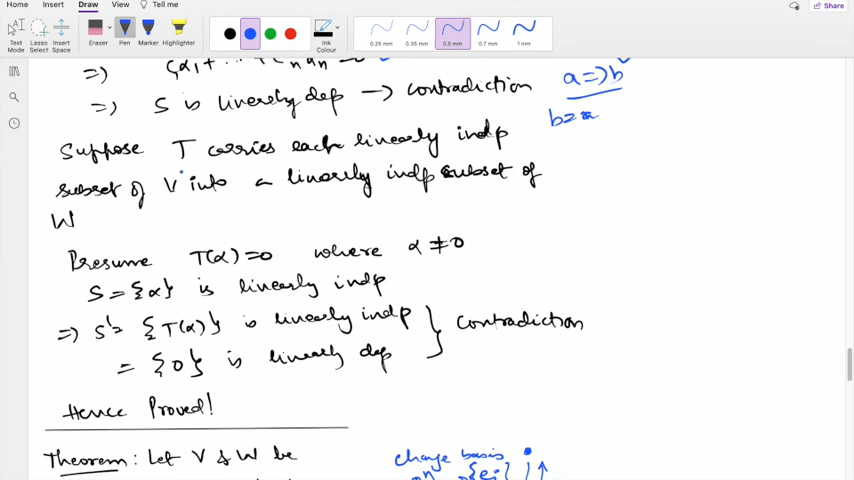 Home Insert Draw View Tell me
Share
Text Mode
Lasso Select
Insert Space
Eraser
Pen
Marker
Highlighter
Ink to Shape
0.25 mm
0.35 mm
0.5 mm
0.7 mm
1 mm
=)
=) S is linearly dep → contradiction
a=)b
b=
Suppose T carries each linearly indp
subset of V into a linearly indp subset of
W
Presume T(α)=0 where α ≠ 0
S = {α} is linearly indp
=) S' = {T(α)} is linearly indp
= {0} is linearly dep
contradiction
Hence Proved!
Theorem : Let V & W be
change basis
{ei}